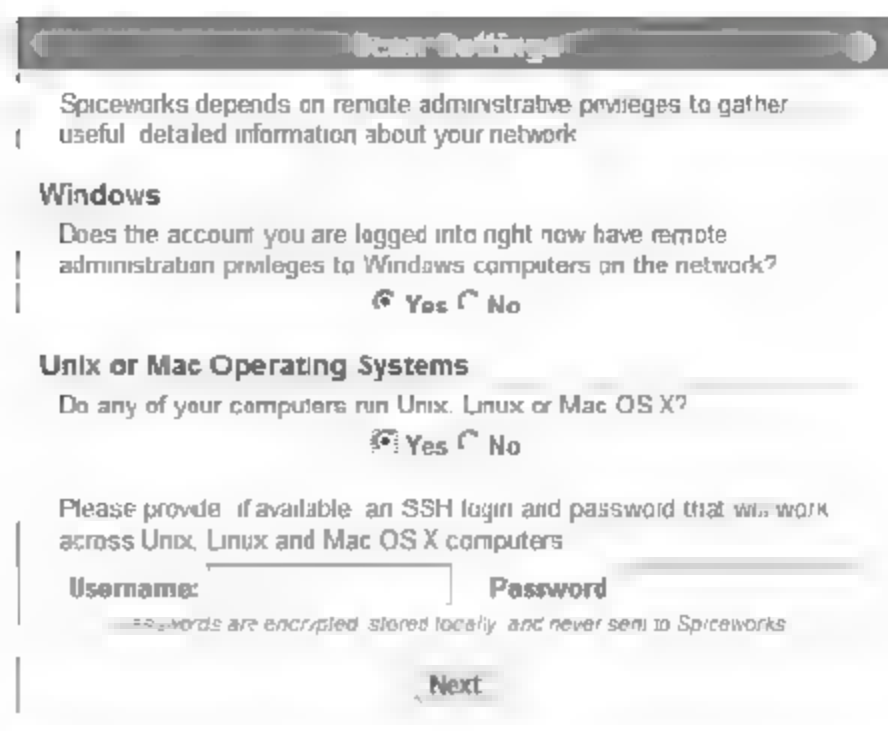 Scan Settings
Spiceworks depends on remote administrative privileges to gather
useful detailed information about your network
Windows
Does the account you are logged into right now have remote
administration privileges to Windows computers on the network?
Yes No
Unix or Mac Operating Systems
Do any of your computers run Unix, Linux or Mac OS X?
Yes No
Please provide if available an SSH login and password that will work
across Unix, Linux and Mac OS X computers
Username: Password
are encrypted stored locally and never sent to Spiceworks
Next